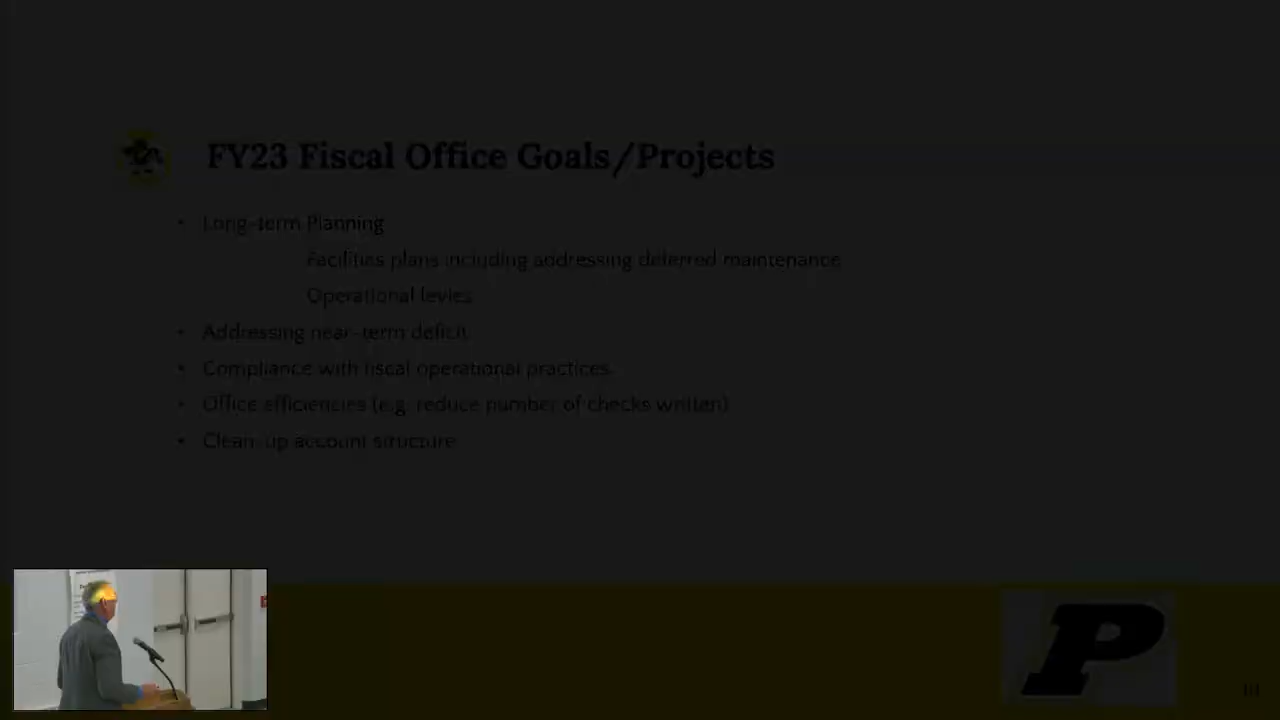 FY23 Fiscal Office Goals/Projects
• Long-term Planning
Facilities plans including addressing deferred maintenance
Operational levies
• Addressing near-term deficit
• Compliance with fiscal operational practices
• Office efficiencies (e.g. reduce number of checks written)
• Clean-up account structure
P